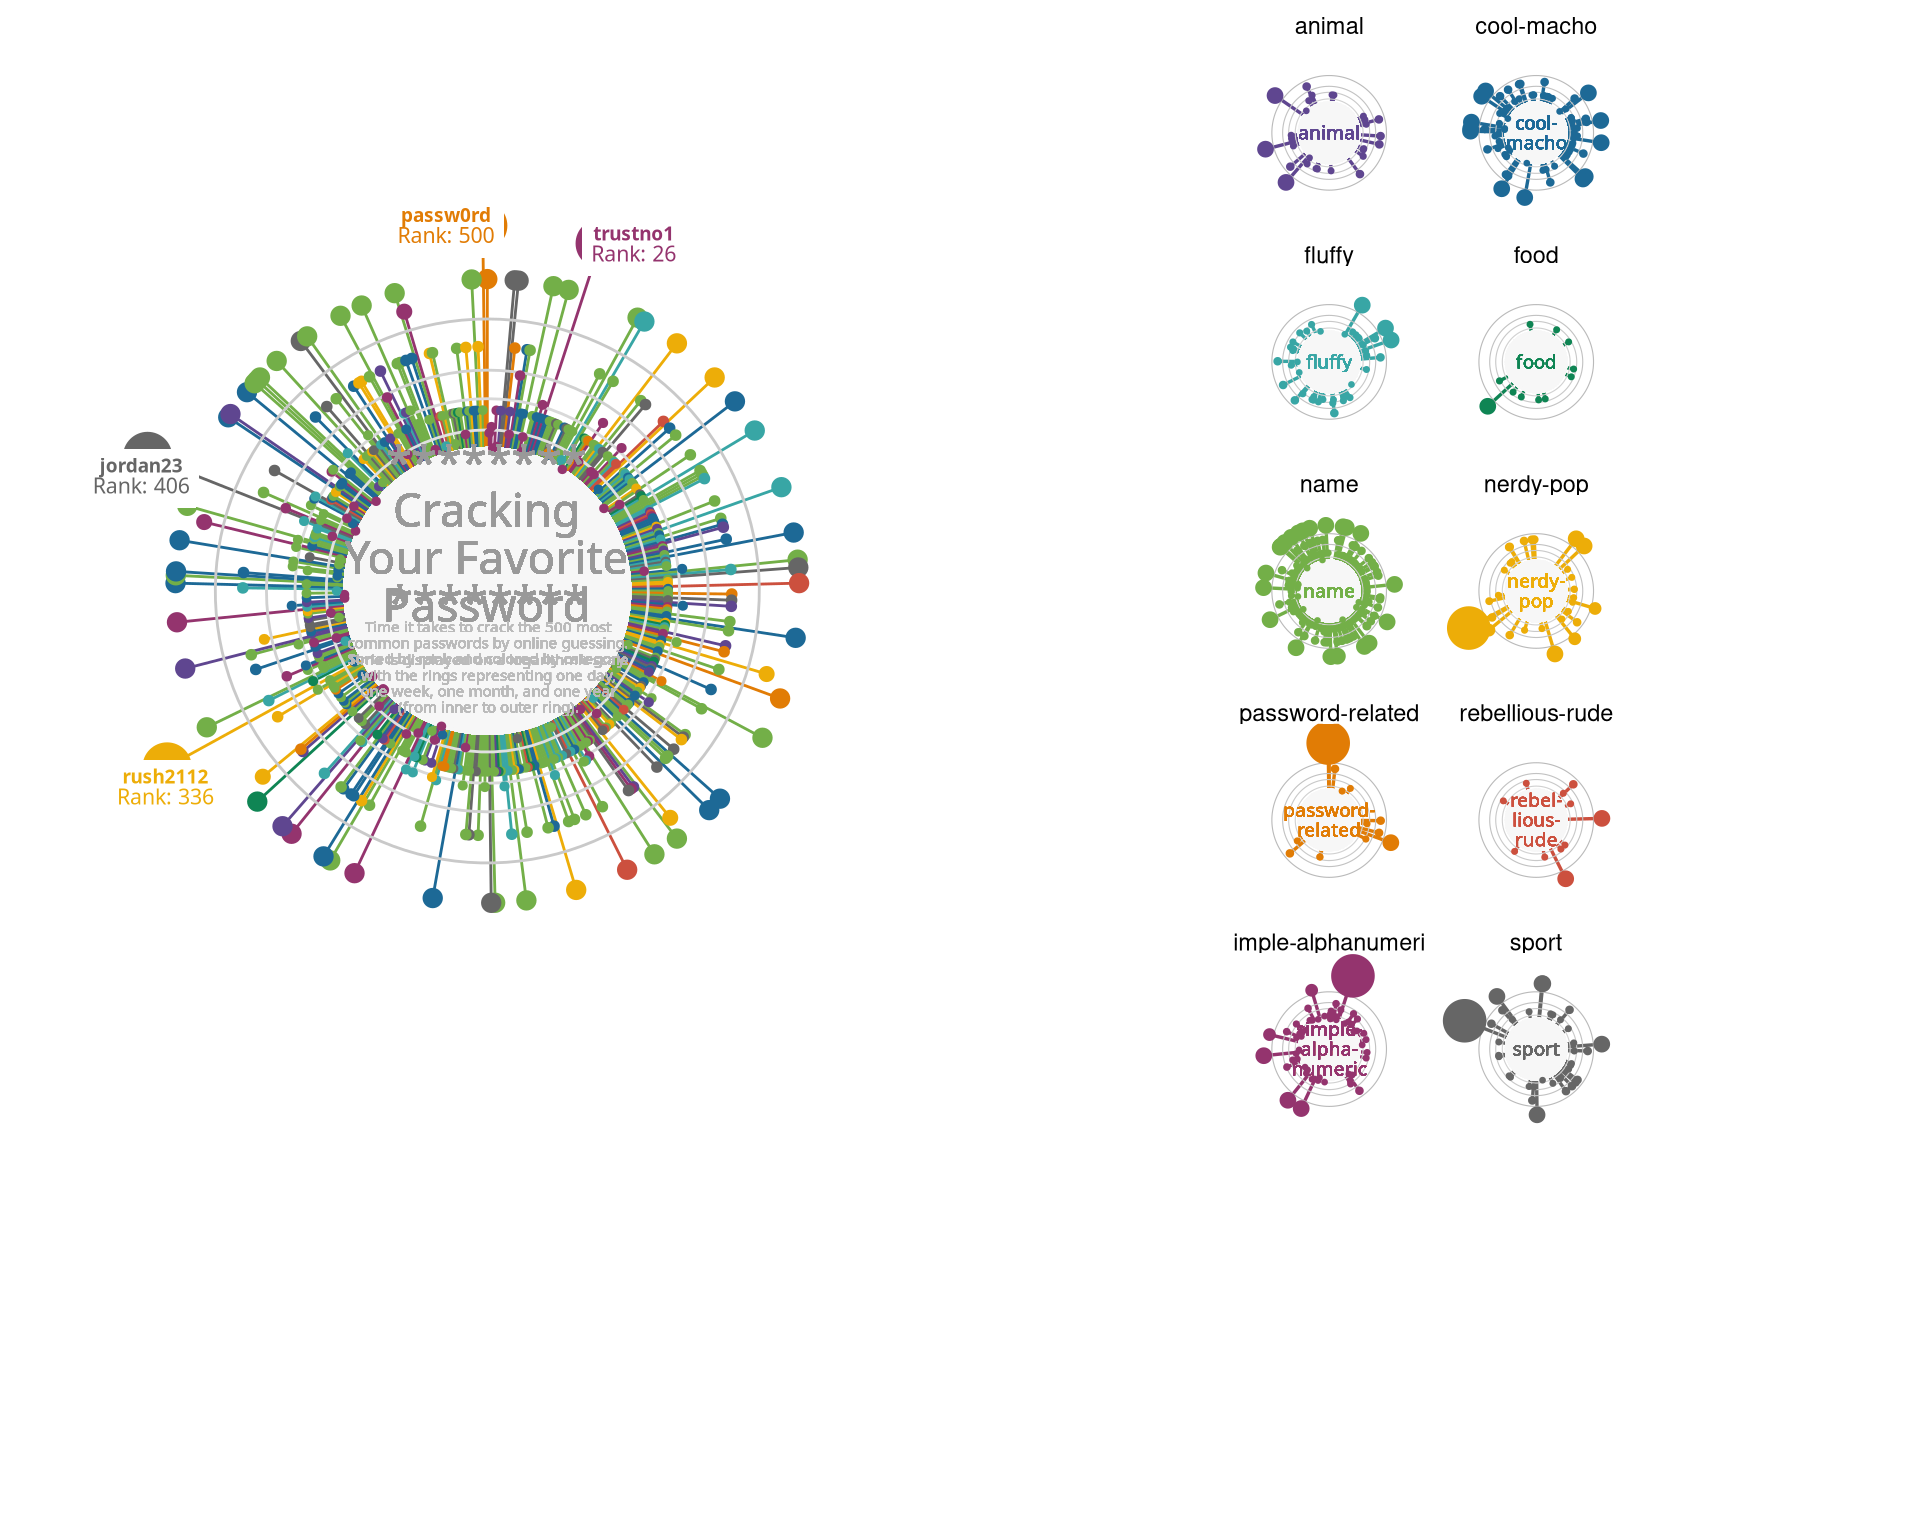 passw0rd
Rank: 500
trustno1
Rank: 26
jordan23
Rank: 406
rush2112
Rank: 336
********
Cracking
Your Favorite
Password
********
Time it takes to crack the 500 most
common passwords by online guessing,
sorted by rank and colored by category.
with the rings representing one day,
one week, one month, and one year
(from inner to outer ring)
animal
animal
cool-macho
cool-
macho
fluffy
fluffy
food
food
name
name
nerdy-pop
nerdy-
pop
password-related
password-
related
rebellious-rude
rebel-
lious-
rude
imple-alphanumeri
simple-
alpha-
numeric
sport
sport